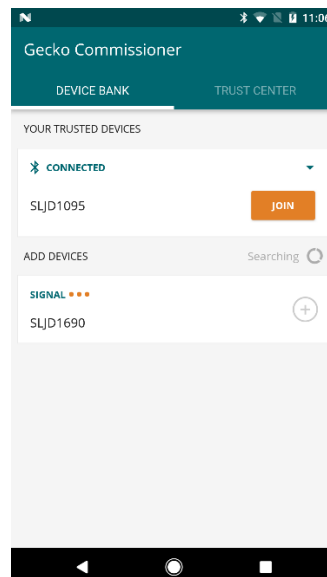 11:06
Gecko Commissioner
DEVICE BANK TRUST CENTER
YOUR TRUSTED DEVICES
CONNECTED
SLJD1095 JOIN
ADD DEVICES Searching
SIGNAL
SLJD1690